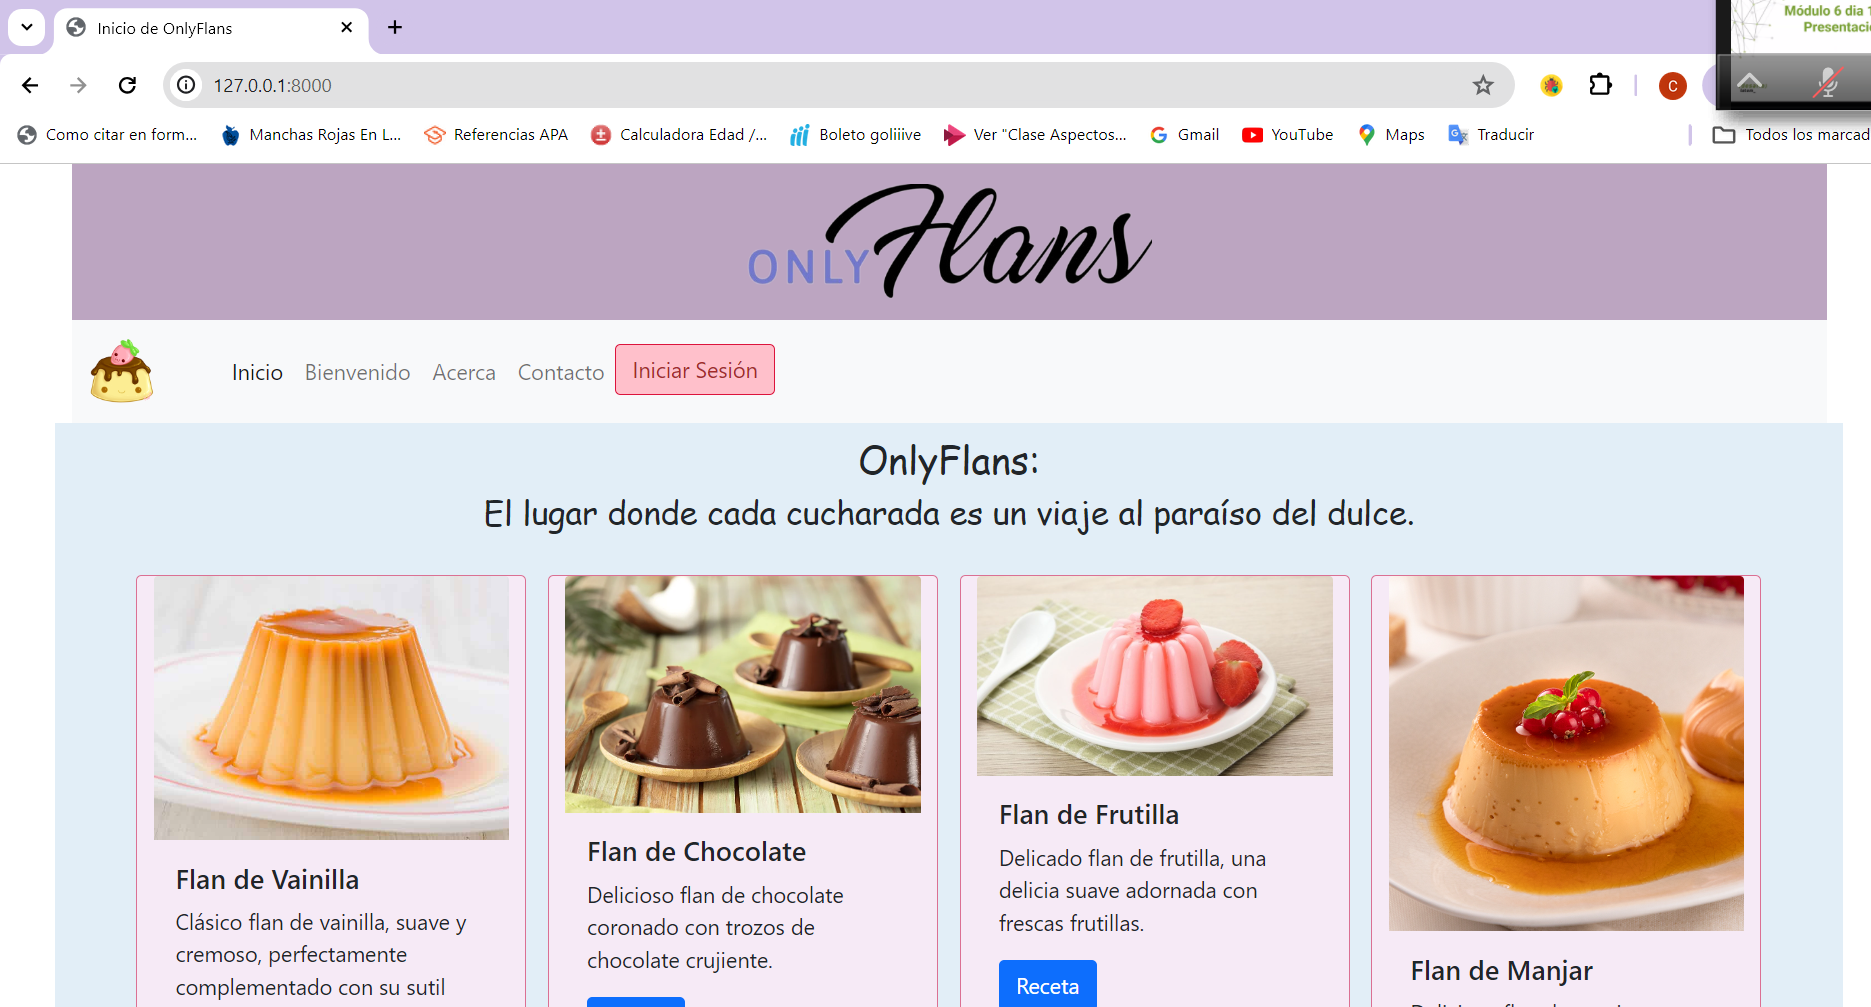 Módulo 6 dia 1
Presentaci
Inicio de OnlyFlans
127.0.0.1:8000
C
Como citar en form...
Manchas Rojas En L...
Referencias APA
Calculadora Edad /...
Boleto goliiive
Ver "Clase Aspectos...
Gmail
YouTube
Maps
Traducir
Todos los marcad
ONLY Flans
Inicio
Bienvenido
Acerca
Contacto
Iniciar Sesión
OnlyFlans:
El lugar donde cada cucharada es un viaje al paraíso del dulce.
Flan de Vainilla
Clásico flan de vainilla, suave y
cremoso, perfectamente
complementado con su sutil
Flan de Chocolate
Delicioso flan de chocolate
coronado con trozos de
chocolate crujiente.
Flan de Frutilla
Delicado flan de frutilla, una
delicia suave adornada con
frescas frutillas.
Receta
Flan de Manjar